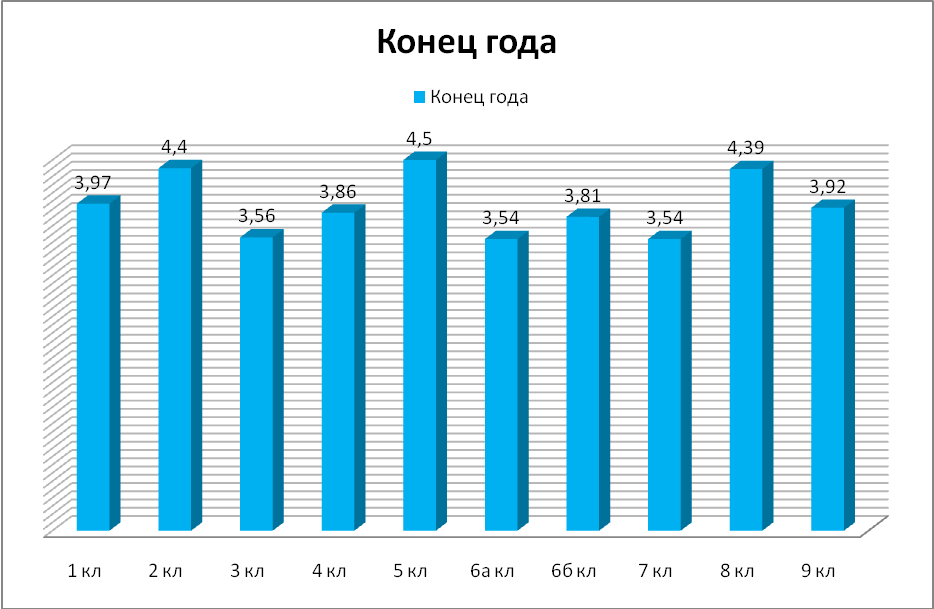 Конец года
Конец года
3,97
4,4
3,56
3,86
4,5
3,54
3,81
3,54
4,39
3,92
1 кл
2 кл
3 кл
4 кл
5 кл
6а кл
6б кл
7 кл
8 кл
9 кл